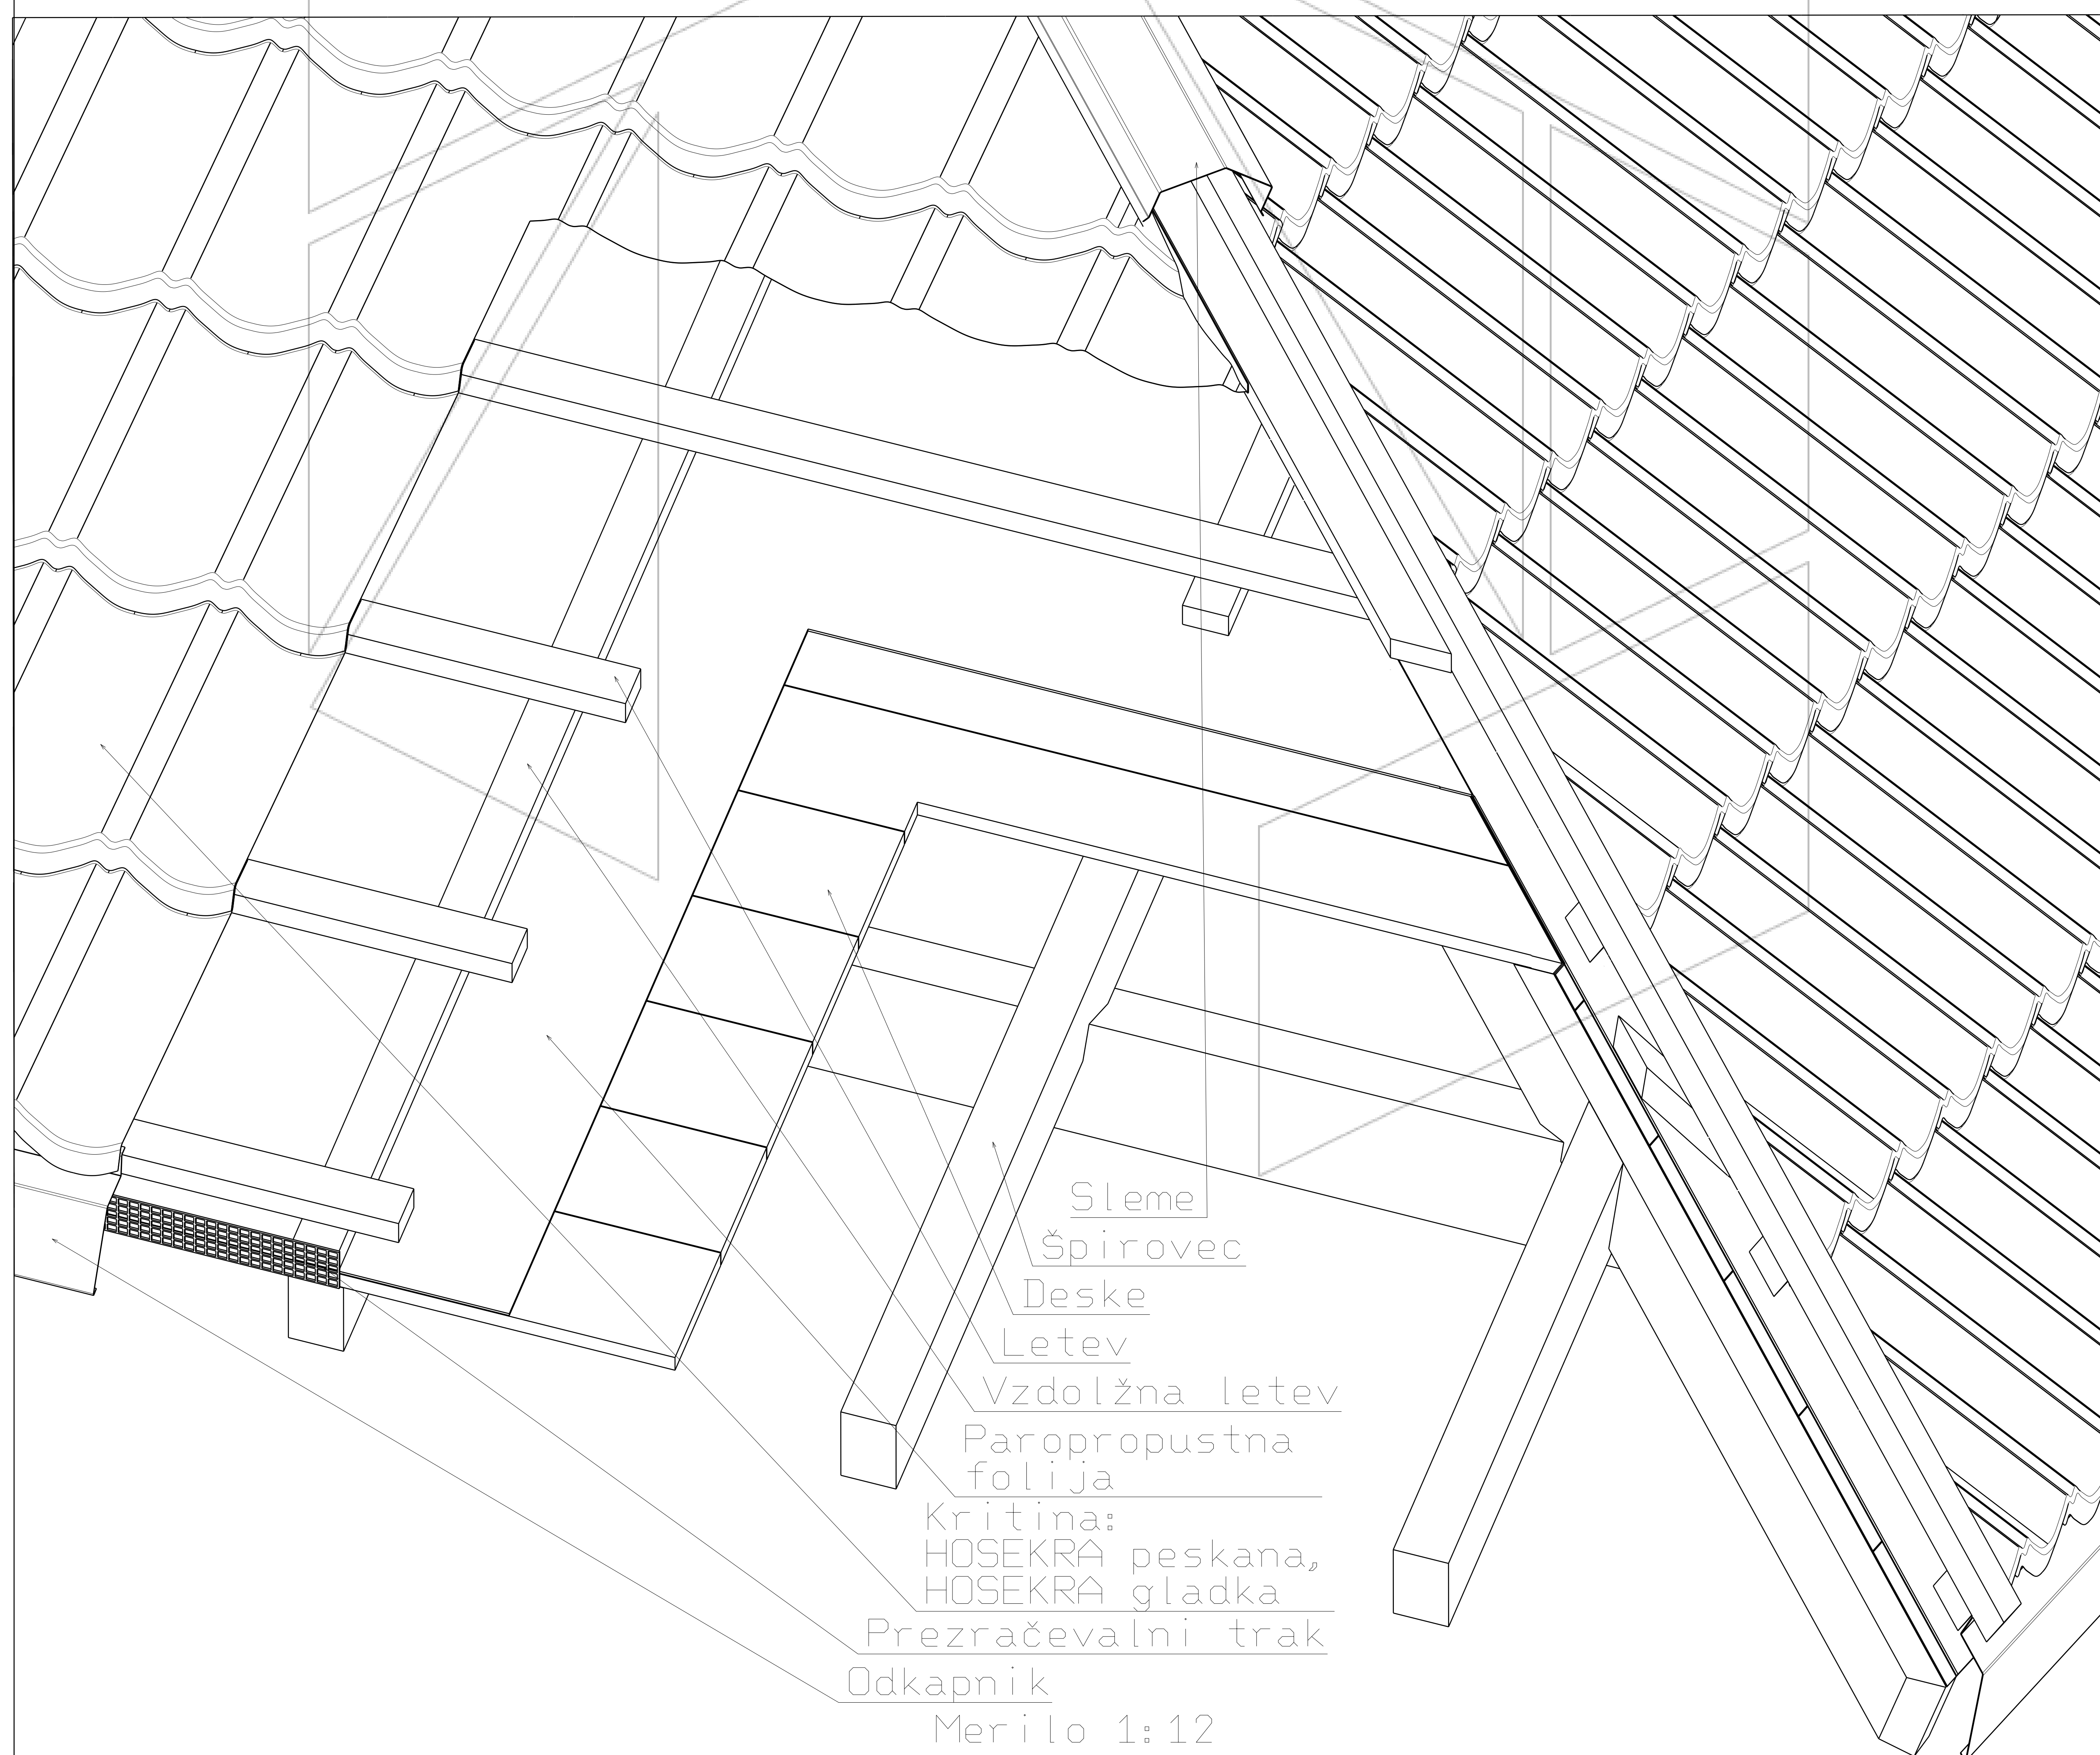 Sleme
Špirovec
Deske
Letev
Vzdolžna letev
Paropropustna
folija
Kritina:
HOSEKRA peskana,
HOSEKRA gladka
Prezračevalni trak
Odkapnik
Merilo 1:12